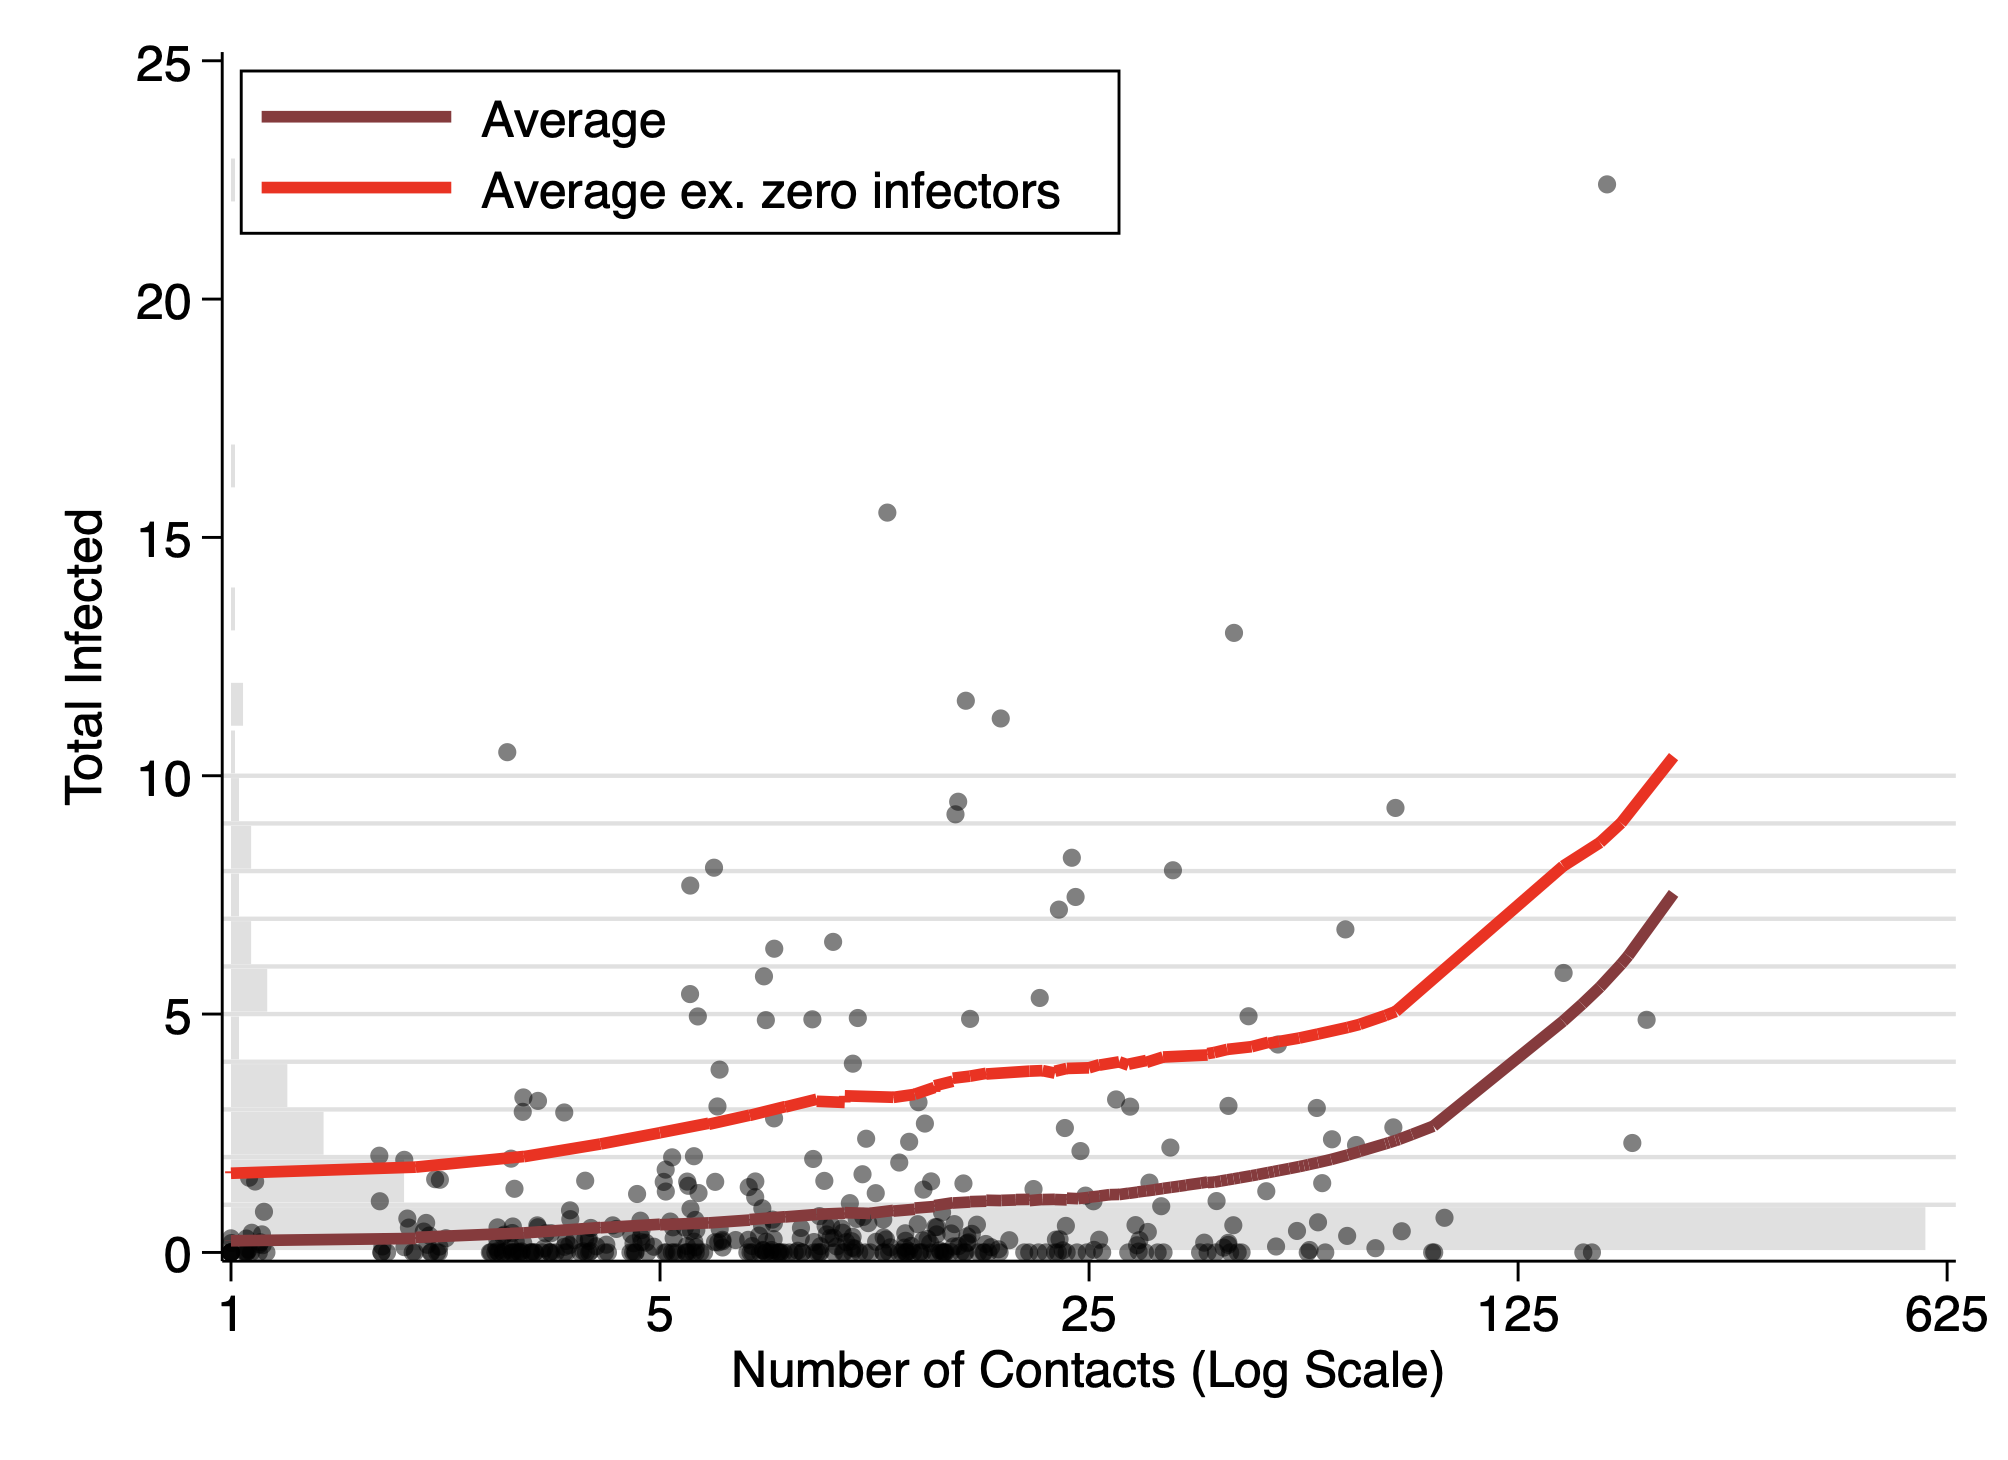 25
Average
Average ex. zero infectors
20
15
10
5
0
Total Infected
1 5 25 125 625
Number of Contacts (Log Scale)